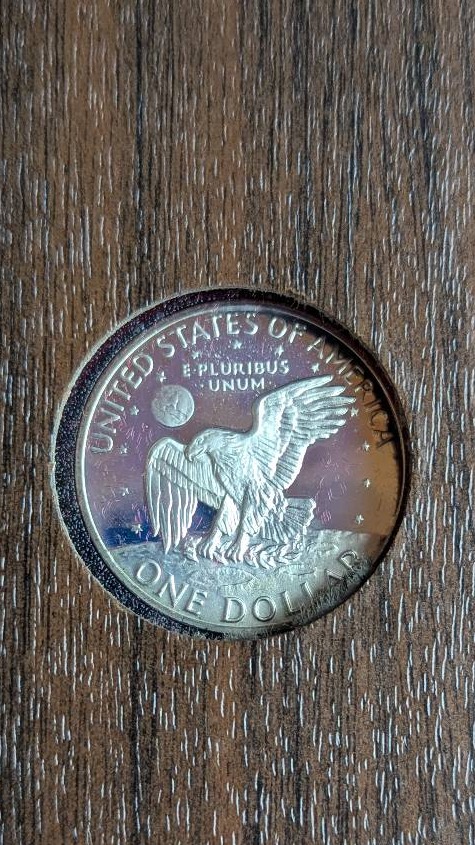 UNITED STATES OF AMERICA
E·PLURIBUS
·UNUM·
ONE DOLLAR